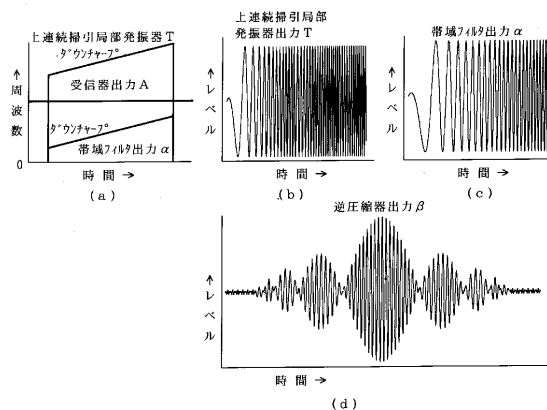 上連続掃引局部発振器T
ﾀﾞｳﾝﾁｬｰﾌﾟ
受信器出力A
ﾀﾞｳﾝﾁｬｰﾌﾟ
帯域フィルタ出力α
↑周波数
0
時間→
(a)
上連続掃引局部
発振器出力T
↑レベル
時間→
(b)
帯域フィルタ出力α
↑レベル
時間→
(c)
逆圧縮器出力β
↑レベル
時間→
(d)